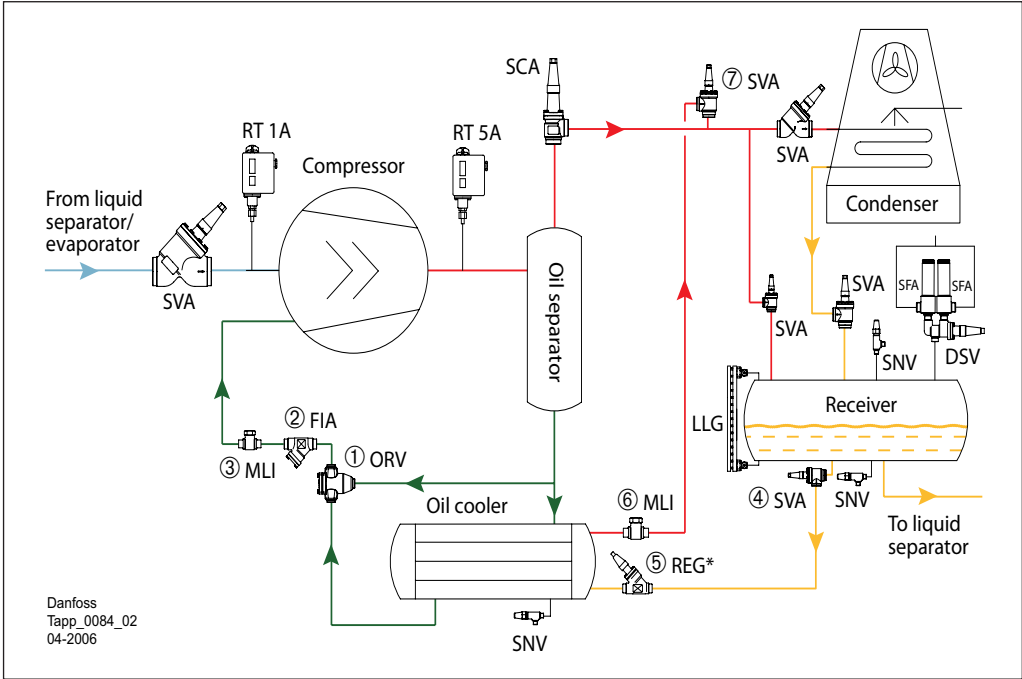 SCA
⑦ SVA
RT 1A
RT 5A
Compressor
SVA
From liquid
separator/
evaporator
Condenser
Oil separator
SVA
SFA
SFA
SVA
SVA
SNV
DSV
LLG
Receiver
② FIA
① ORV
③ MLI
Oil cooler
⑥ MLI
④ SVA
SNV
To liquid
separator
⑤ REG*
Danfoss
Tapp_0084_02
04-2006
SNV